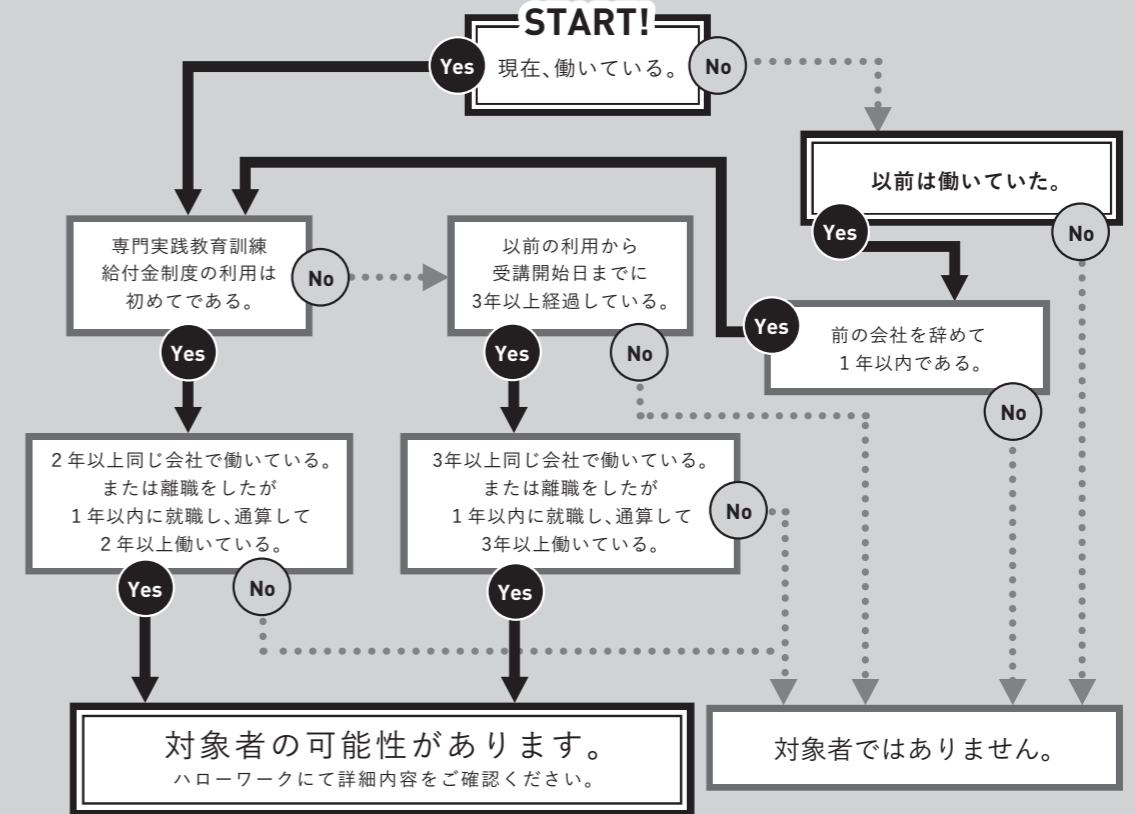 START!
現在、働いている。
Yes
No
以前は働いていた。
Yes
No
専門実践教育訓練
給付金制度の利用は
初めてである。
No
Yes
以前の利用から
受講開始日までに
3年以上経過している。
Yes
No
前の会社を辞めて
1年以内である。
Yes
No
2年以上同じ会社で働いている。
または離職をしたが
1年以内に就職し、通算して
2年以上働いている。
Yes
No
3年以上同じ会社で働いている。
または離職をしたが
1年以内に就職し、通算して
3年以上働いている。
No
Yes
対象者の可能性があります。
ハローワークにて詳細内容をご確認ください。
対象者ではありません。